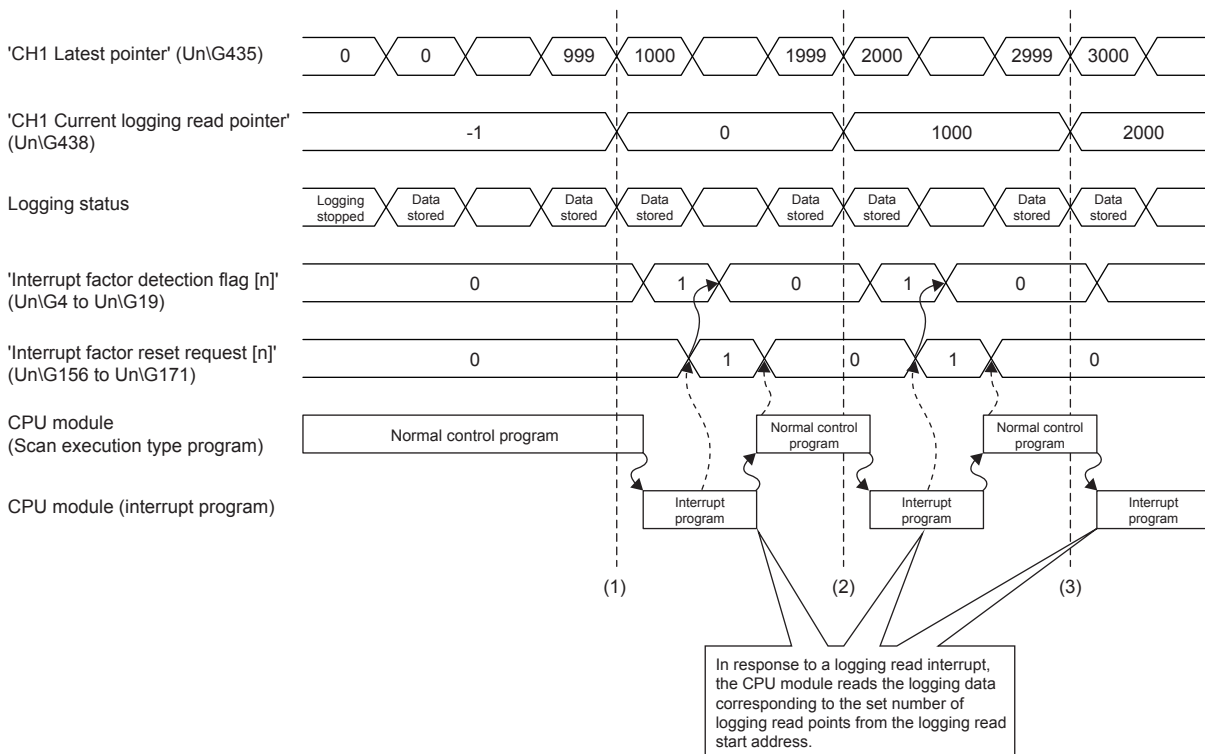 'CH1 Latest pointer' (Un\G435)
0 0 999 1000 1999 2000 2999 3000
'CH1 Current logging read pointer'
(Un\G438)
-1 0 1000 2000
Logging status
Logging
stopped
Data
stored
Data
stored
Data
stored
Data
stored
Data
stored
Data
stored
Data
stored
'Interrupt factor detection flag [n]'
(Un\G4 to Un\G19)
0 1 0 1 0
'Interrupt factor reset request [n]'
(Un\G156 to Un\G171)
0 1 0 1 0
CPU module
(Scan execution type program)
Normal control program
Normal control
program
Normal control
program
CPU module (interrupt program)
Interrupt
program
Interrupt
program
Interrupt
program
(1) (2) (3)
In response to a logging read interrupt,
the CPU module reads the logging data
corresponding to the set number of
logging read points from the logging read
start address.